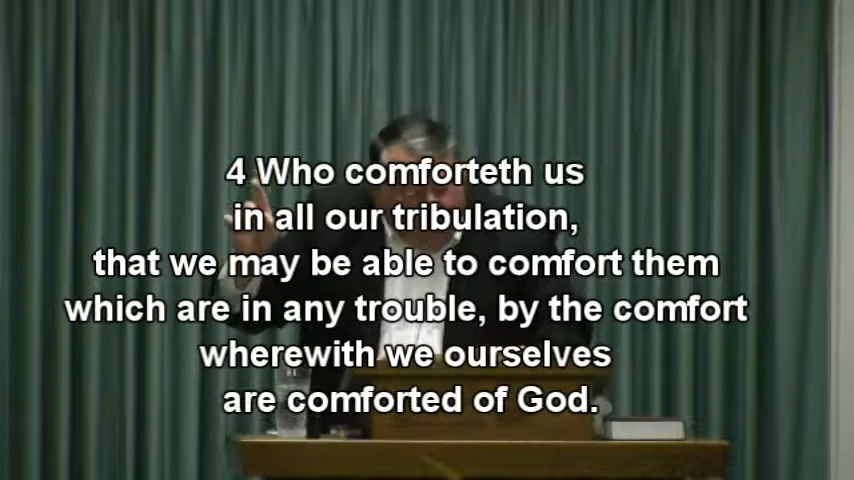 4 Who comforteth us
in all our tribulation,
that we may be able to comfort them
which are in any trouble, by the comfort
wherewith we ourselves
are comforted of God.